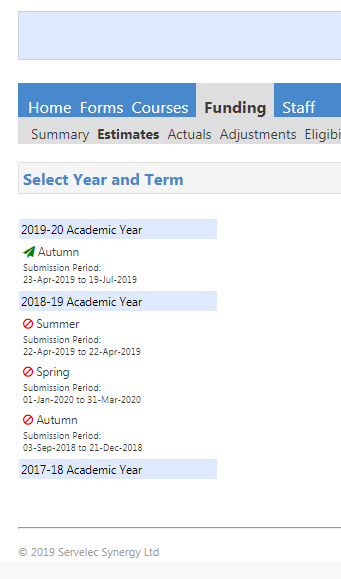 Home Forms Courses Funding Staff
Summary Estimates Actuals Adjustments
Select Year and Term
2019-20 Academic Year
Autumn
Submission Period:
23-Apr-2019 to 19-Jul-2019
2018-19 Academic Year
Summer
Submission Period:
22-Apr-2019 to 22-Apr-2019
Spring
Submission Period:
01-Jan-2020 to 31-Mar-2020
Autumn
Submission Period:
03-Sep-2018 to 21-Dec-2018
2017-18 Academic Year
© 2019 Servelec Synergy Ltd